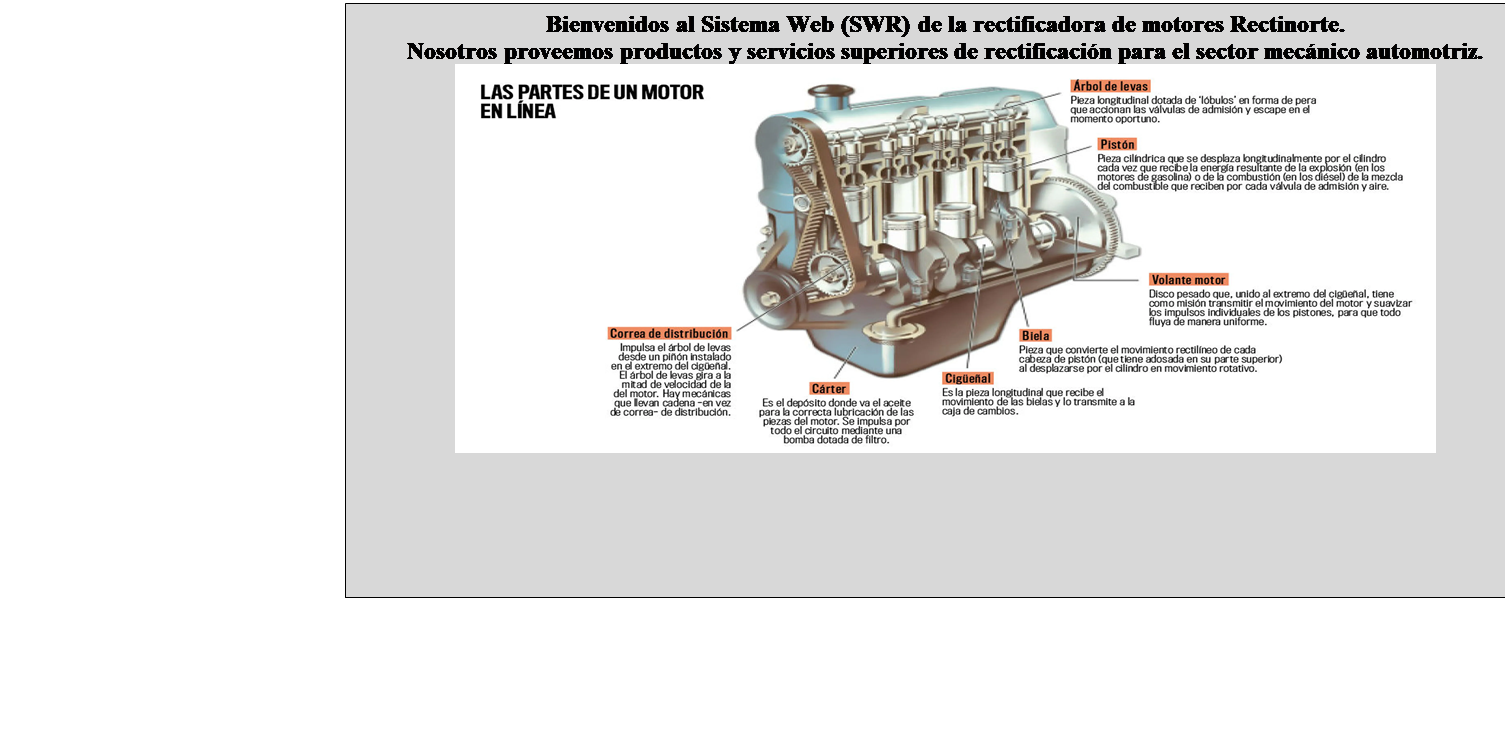 Bienvenidos al Sistema Web (SWR) de la rectificadora de motores Rectinorte.
Nosotros proveemos productos y servicios superiores de rectificación para el sector mecánico automotriz.
LAS PARTES DE UN MOTOR
EN LÍNEA
Árbol de levas
Pieza longitudinal dotada de ‘lóbulos’ en forma de pera
que accionan las válvulas de admisión y escape en el
momento oportuno.
Pistón
Pieza cilíndrica que se desplaza longitudinalmente por el cilindro
cada vez que recibe la energía resultante de la explosión (en los
motores de gasolina) o de la combustión (en los diésel) de la mezcla
del combustible que reciben por cada válvula de admisión y aire.
Volante motor
Disco pesado que, unido al extremo del cigüeñal, tiene
como misión transmitir el movimiento del motor y suavizar
los impulsos individuales de los pistones, para que todo
fluya de manera uniforme.
Biela
Pieza que convierte el movimiento rectilíneo de cada
cabeza de pistón (que tiene adosada en su parte superior)
al desplazarse por el cilindro en movimiento rotativo.
Cigüeñal
Es la pieza longitudinal que recibe el
movimiento de las bielas y lo transmite a la
caja de cambios.
Cárter
Es el depósito donde va el aceite
para la correcta lubricación de las
piezas del motor. Se impulsa por
todo el circuito mediante una
bomba dotada de filtro.
Correa de distribución
Impulsa el árbol de levas
desde un piñón instalado
en el extremo del cigüeñal.
El árbol de levas gira a la
mitad de velocidad de la
del motor. Hay mecánicas
que llevan cadena -en vez
de correa- de distribución.